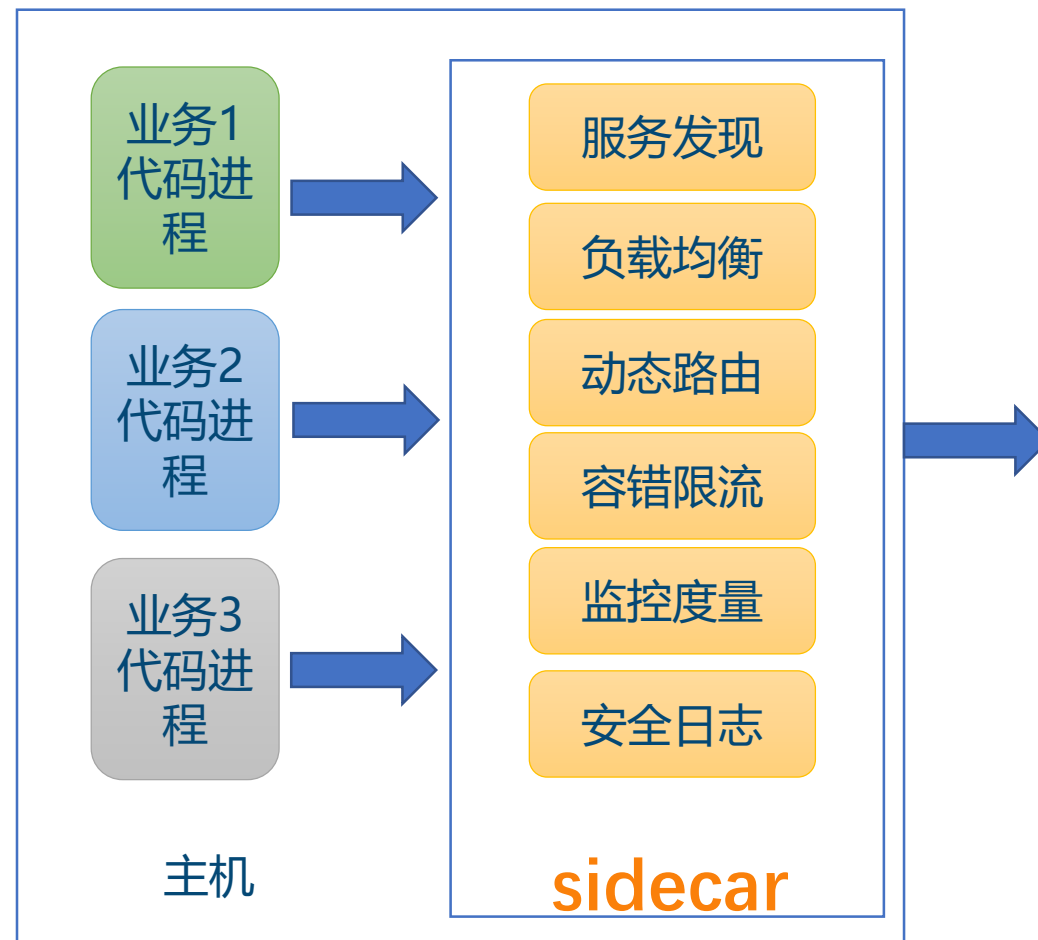 业务1
代码进
程
业务2
代码进
程
业务3
代码进
程
主机
服务发现
负载均衡
动态路由
容错限流
监控度量
安全日志
sidecar